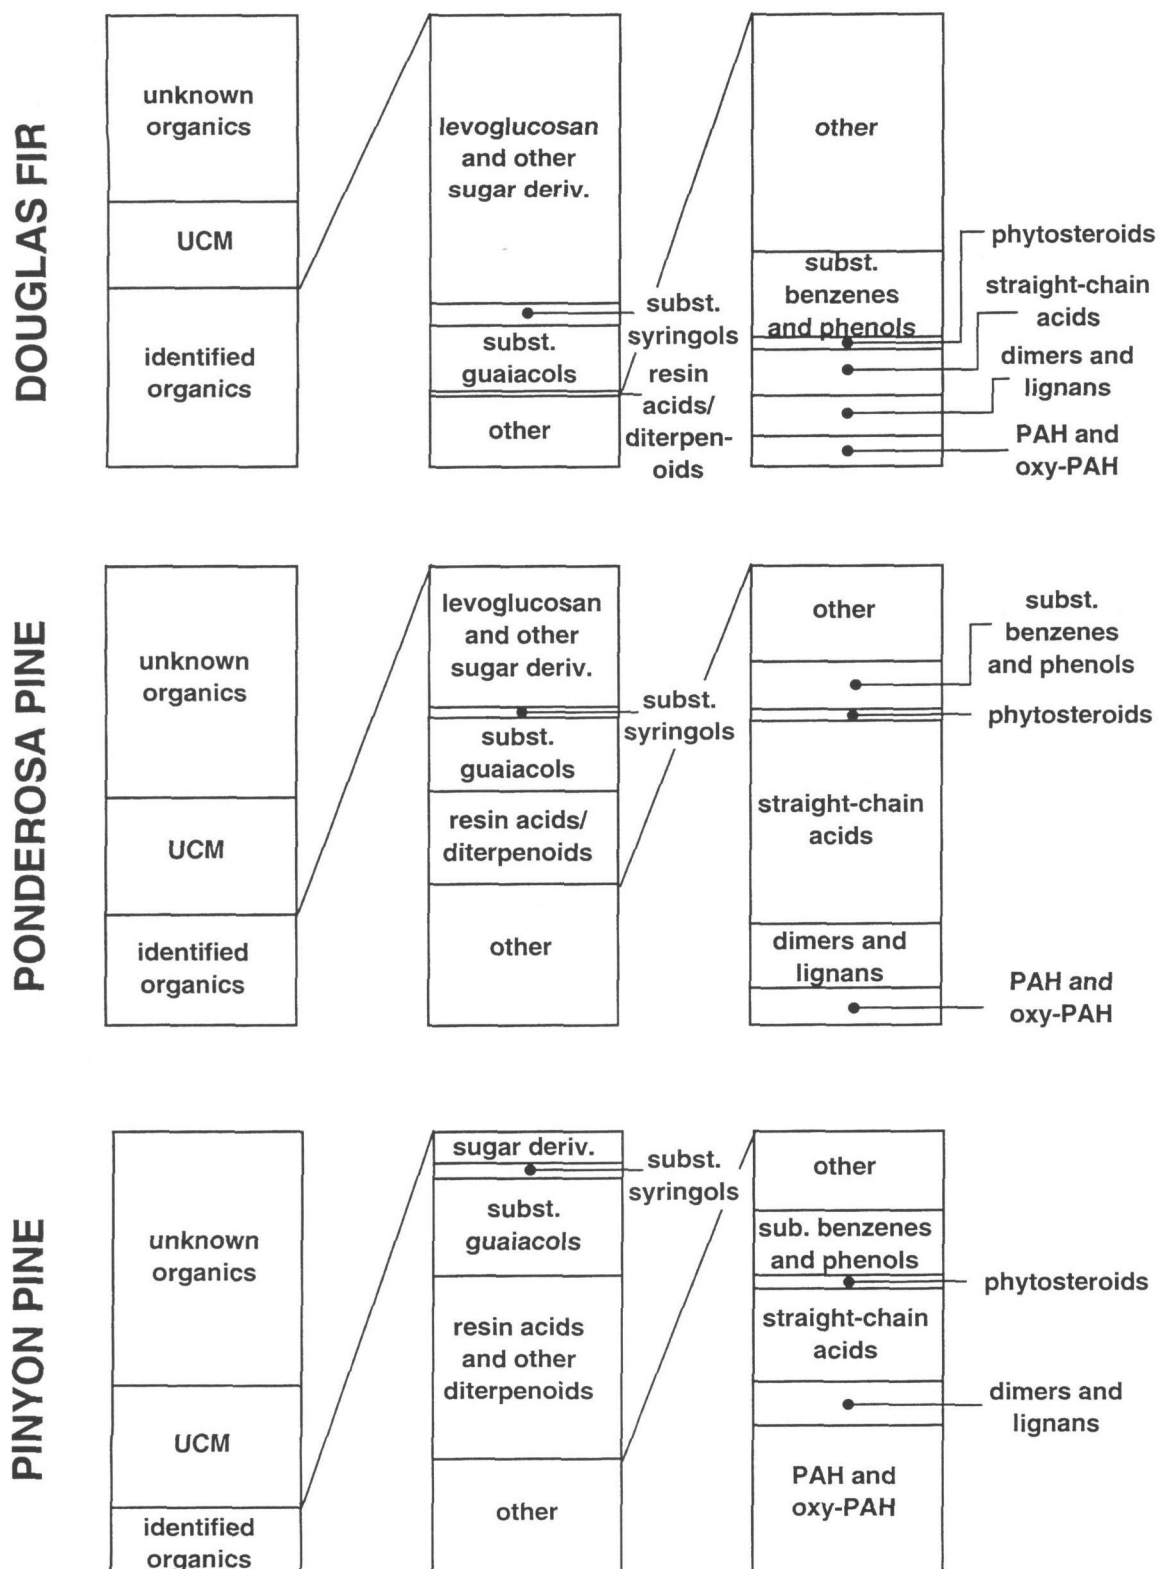 DOUGLAS FIR
unknown
organics
UCM
identified
organics
levoglucosan
and other
sugar deriv.
subst.
syringols
subst.
guaiacols
resin
acids/
diterpen-
oids
other
other
subst.
benzenes
and phenols
phytosteroids
straight-chain
acids
dimers and
lignans
PAH and
oxy-PAH
PONDEROSA PINE
unknown
organics
UCM
identified
organics
levoglucosan
and other
sugar deriv.
subst.
syringols
subst.
guaiacols
resin acids/
diterpenoids
other
other
subst.
benzenes
and phenols
phytosteroids
straight-chain
acids
dimers and
lignans
PAH and
oxy-PAH
PINYON PINE
unknown
organics
UCM
identified
organics
sugar deriv.
subst.
syringols
subst.
guaiacols
resin acids
and other
diterpenoids
other
other
sub. benzenes
and phenols
phytosteroids
straight-chain
acids
dimers and
lignans
PAH and
oxy-PAH